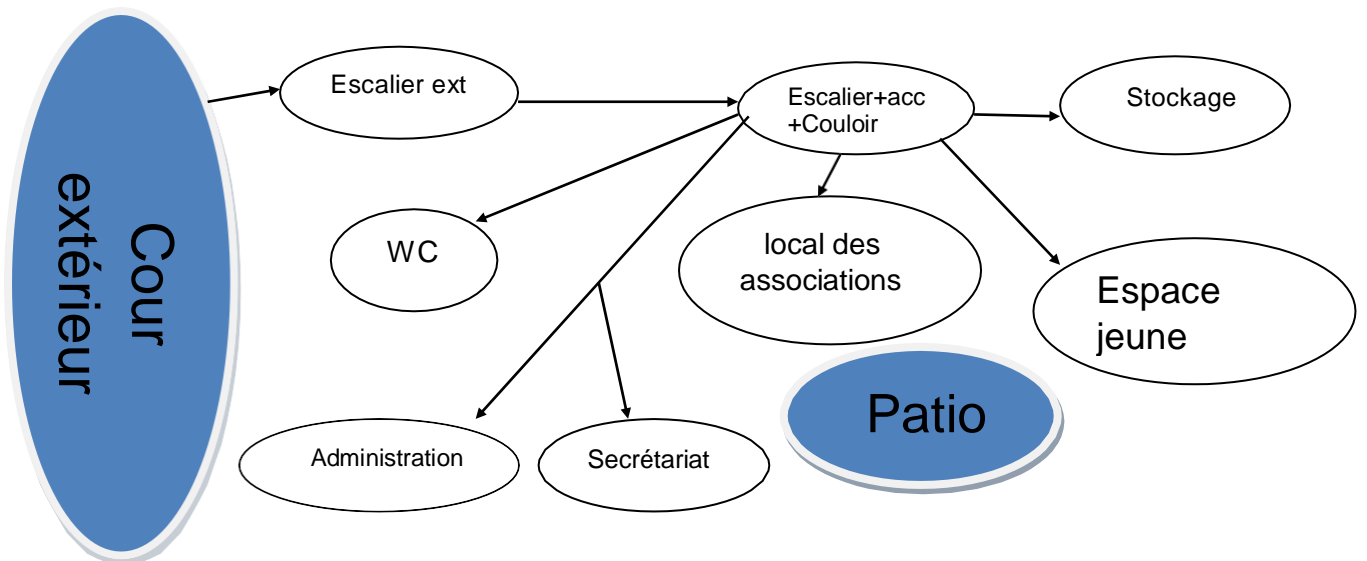 Cour
extérieur
Escalier ext
Escalier+acc
+Couloir
Stockage
WC
local des
associations
Espace
jeune
Patio
Administration
Secrétariat